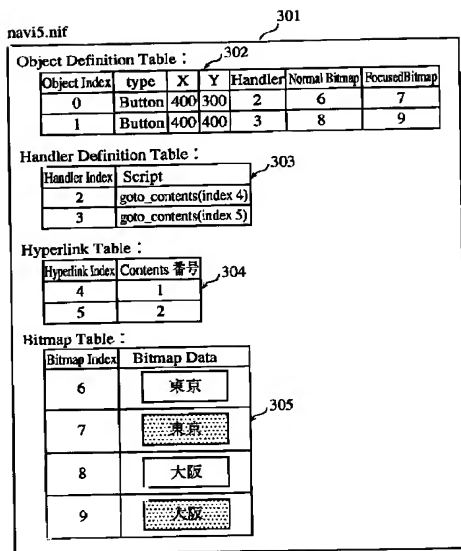 301
navi5.nif
Object Definition Table :
302
Object Index type X Y Handler Normal Bitmap FocusedBitmap
0 Button 400 300 2 6 7
1 Button 400 400 3 8 9
Handler Definition Table :
303
Handler Index Script
2 goto_contents(index 4)
3 goto_contents(index 5)
Hyperlink Table :
304
Hyperlink Index Contents 番号
4 1
5 2
Bitmap Table :
305
Bitmap Index Bitmap Data
6 東京
7 東京
8 大阪
9 大阪